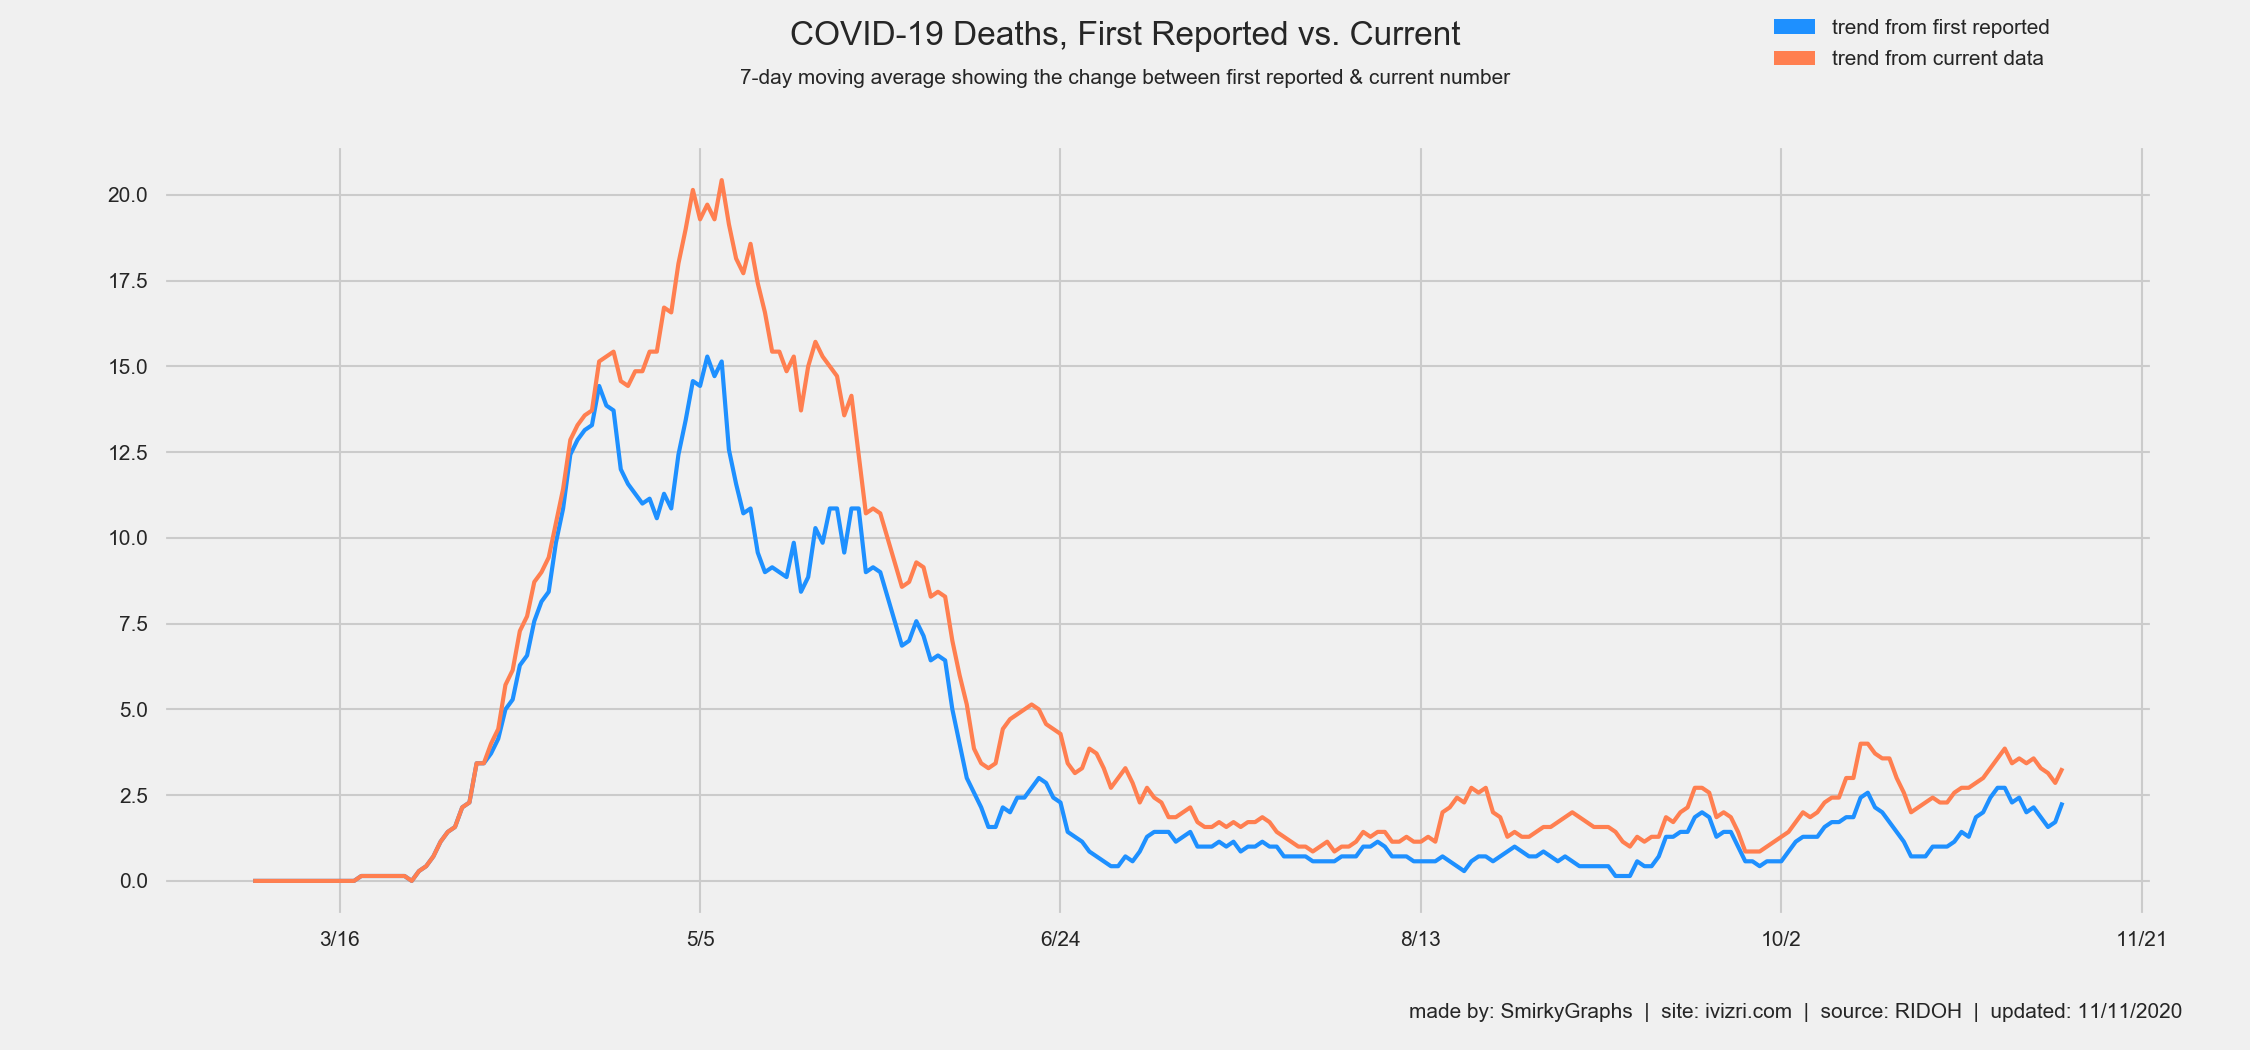 COVID-19 Deaths, First Reported vs. Current
7-day moving average showing the change between first reported & current number
trend from first reported
trend from current data
20.0
17.5
15.0
12.5
10.0
7.5
5.0
2.5
0.0
3/16 5/5 6/24 8/13 10/2 11/21
made by: SmirkyGraphs | site: ivizri.com | source: RIDOH | updated: 11/11/2020